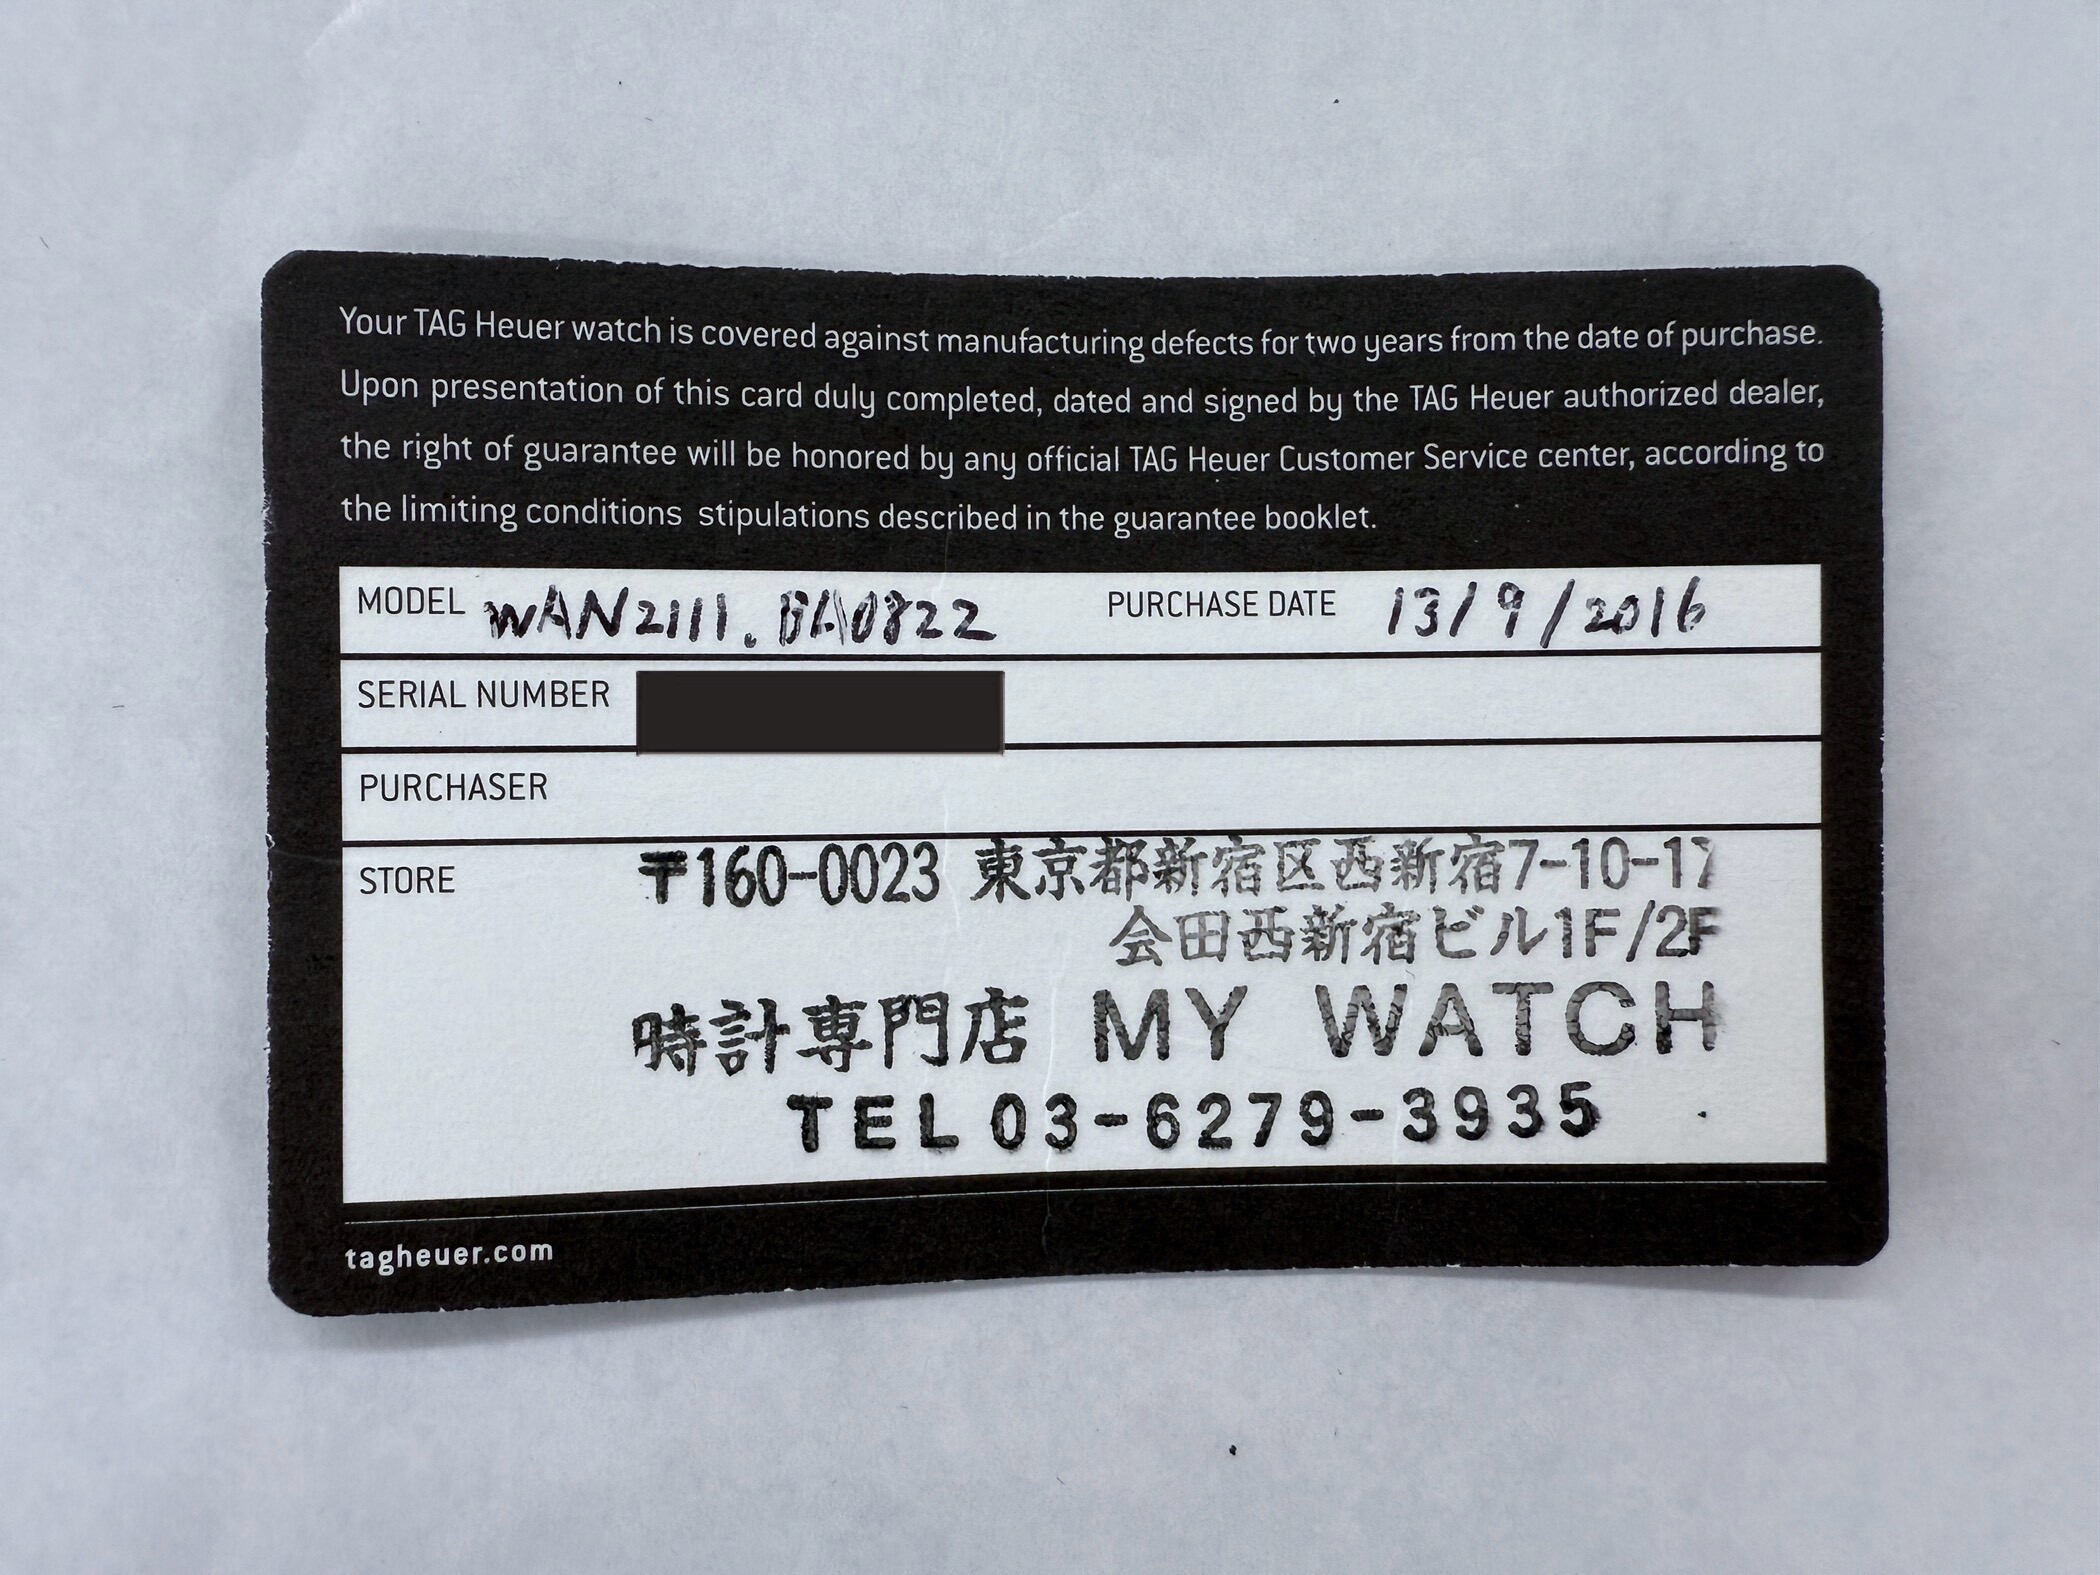 Your TAG Heuer watch is covered against manufacturing defects for two years from the date of purchase.
Upon presentation of this card duly completed, dated and signed by the TAG Heuer authorized dealer,
the right of guarantee will be honored by any official TAG Heuer Customer Service center, according to
the limiting conditions stipulations described in the guarantee booklet.
MODEL WAN2111.BA0822 PURCHASE DATE 13/9/2016
SERIAL NUMBER
PURCHASER
STORE 〒160-0023 東京都新宿区西新宿7-10-17
会田西新宿ビル1F/2F
時計専門店 MY WATCH
TEL 03-6279-3935
tagheuer.com